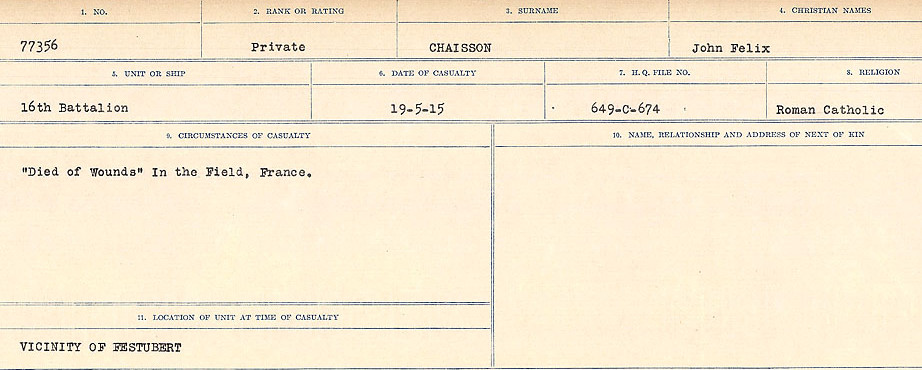 1. NO. 2. RANK OR RATING 3. SURNAME 4. CHRISTIAN NAMES
77356 Private CHAISSON John Felix
5. UNIT OR SHIP 6. DATE OF CASUALTY 7. H. Q. FILE NO. 8. RELIGION
16th Battalion 19-5-15 649-C-674 Roman Catholic
9. CIRCUMSTANCES OF CASUALTY 10. NAME, RELATIONSHIP AND ADDRESS OF NEXT OF KIN
"Died of Wounds" In the Field, France.
11. LOCATION OF UNIT AT TIME OF CASUALTY
VICINITY OF FESTUBERT